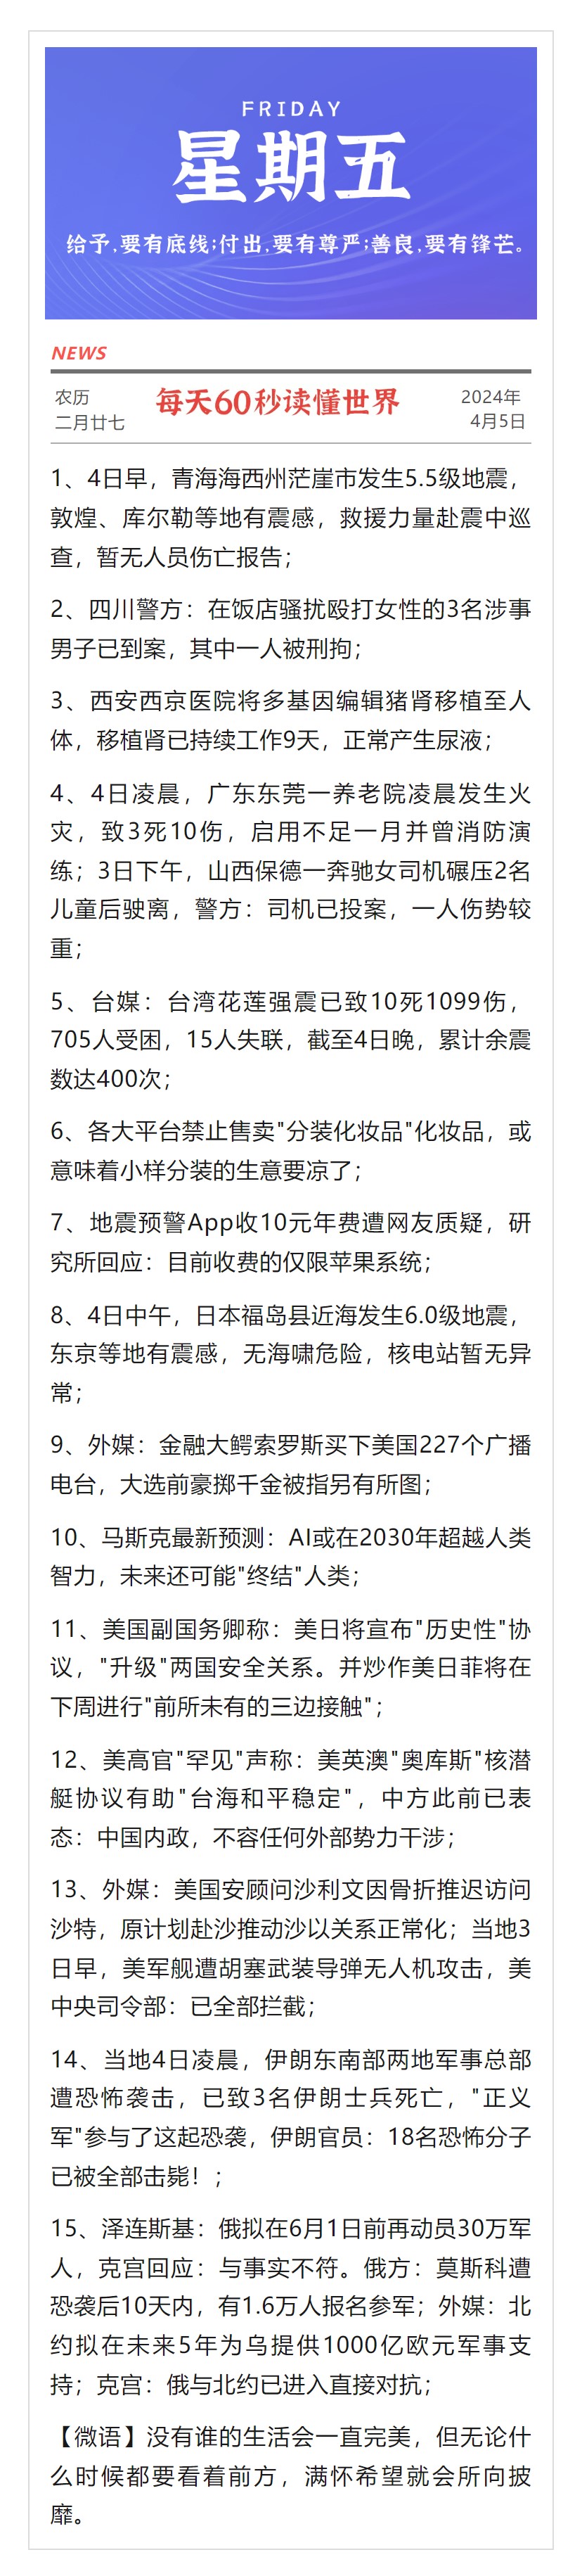 FRIDAY
星期五
给予,要有底线;付出,要有尊严;善良,要有锋芒。
NEWS
农历
二月廿七
每天60秒读懂世界
2024年
4月5日
1、4日早，青海海西州茫崖市发生5.5级地震，
敦煌、库尔勒等地有震感，救援力量赴震中巡
查，暂无人员伤亡报告；
2、四川警方：在饭店骚扰殴打女性的3名涉事
男子已到案，其中一人被刑拘；
3、西安西京医院将多基因编辑猪肾移植至人
体，移植肾已持续工作9天，正常产生尿液；
4、4日凌晨，广东东莞一养老院凌晨发生火
灾，致3死10伤，启用不足一月并曾消防演
练；3日下午，山西保德一奔驰女司机碾压2名
儿童后驶离，警方：司机已投案，一人伤势较
重；
5、台媒：台湾花莲强震已致10死1099伤，
705人受困，15人失联，截至4日晚，累计余震
数达400次；
6、各大平台禁止售卖"分装化妆品"化妆品，或
意味着小样分装的生意要凉了；
7、地震预警App收10元年费遭网友质疑，研
究所回应：目前收费的仅限苹果系统；
8、4日中午，日本福岛县近海发生6.0级地震，
东京等地有震感，无海啸危险，核电站暂无异
常；
9、外媒：金融大鳄索罗斯买下美国227个广播
电台，大选前豪掷千金被指另有所图；
10、马斯克最新预测：AI或在2030年超越人类
智力，未来还可能"终结"人类；
11、美国副国务卿称：美日将宣布"历史性"协
议，"升级"两国安全关系。并炒作美日菲将在
下周进行"前所未有的三边接触"；
12、美高官"罕见"声称：美英澳"奥库斯"核潜
艇协议有助"台海和平稳定"，中方此前已表
态：中国内政，不容任何外部势力干涉；
13、外媒：美国安顾问沙利文因骨折推迟访问
沙特，原计划赴沙推动沙以关系正常化；当地3
日早，美军舰遭胡塞武装导弹无人机攻击，美
中央司令部：已全部拦截；
14、当地4日凌晨，伊朗东南部两地军事总部
遭恐怖袭击，已致3名伊朗士兵死亡，"正义
军"参与了这起恐袭，伊朗官员：18名恐怖分子
已被全部击毙！；
15、泽连斯基：俄拟在6月1日前再动员30万军
人，克宫回应：与事实不符。俄方：莫斯科遭
恐袭后10天内，有1.6万人报名参军；外媒：北
约拟在未来5年为乌提供1000亿欧元军事支
持；克宫：俄与北约已进入直接对抗；
【微语】没有谁的生活会一直完美，但无论什
么时候都要看着前方，满怀希望就会所向披
靡。